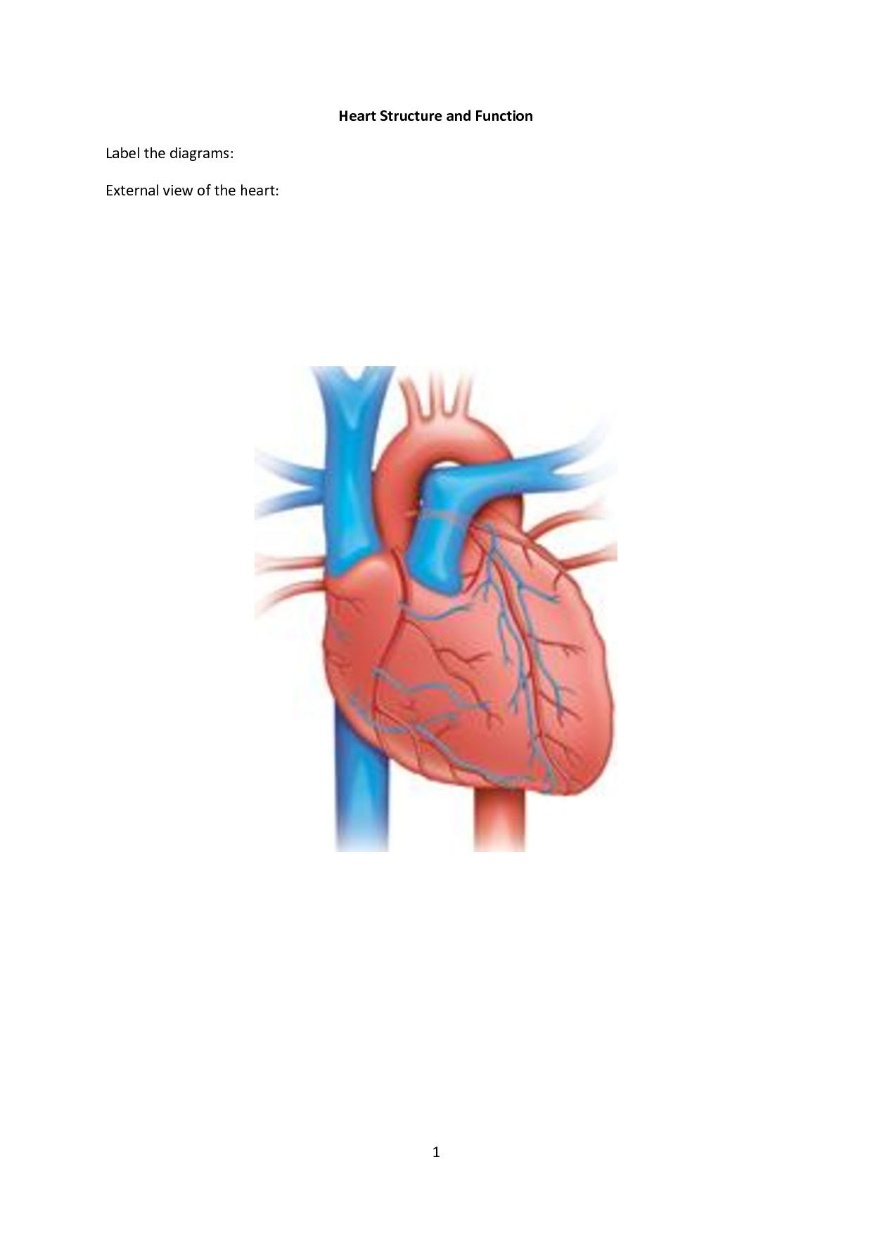 Heart Structure and Function
Label the diagrams:
External view of the heart:
1